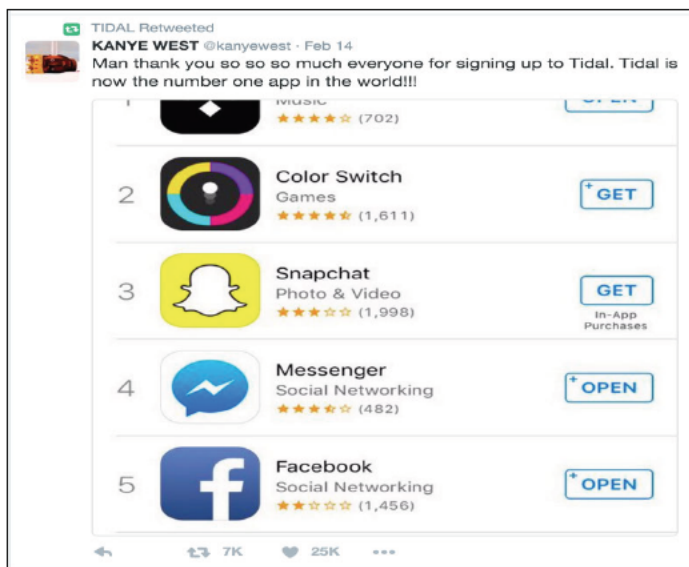 TIDAL Retweeted
KANYE WEST @kanyewest · Feb 14
Man thank you so so so much everyone for signing up to Tidal. Tidal is
now the number one app in the world!!!
1 Music OPEN
(702)
Color Switch
2 Games +GET
(1,611)
Snapchat
3 Photo & Video GET
(1,998) In-App
Purchases
Messenger
4 Social Networking +OPEN
(482)
Facebook
5 Social Networking +OPEN
(1,456)
7K 25K